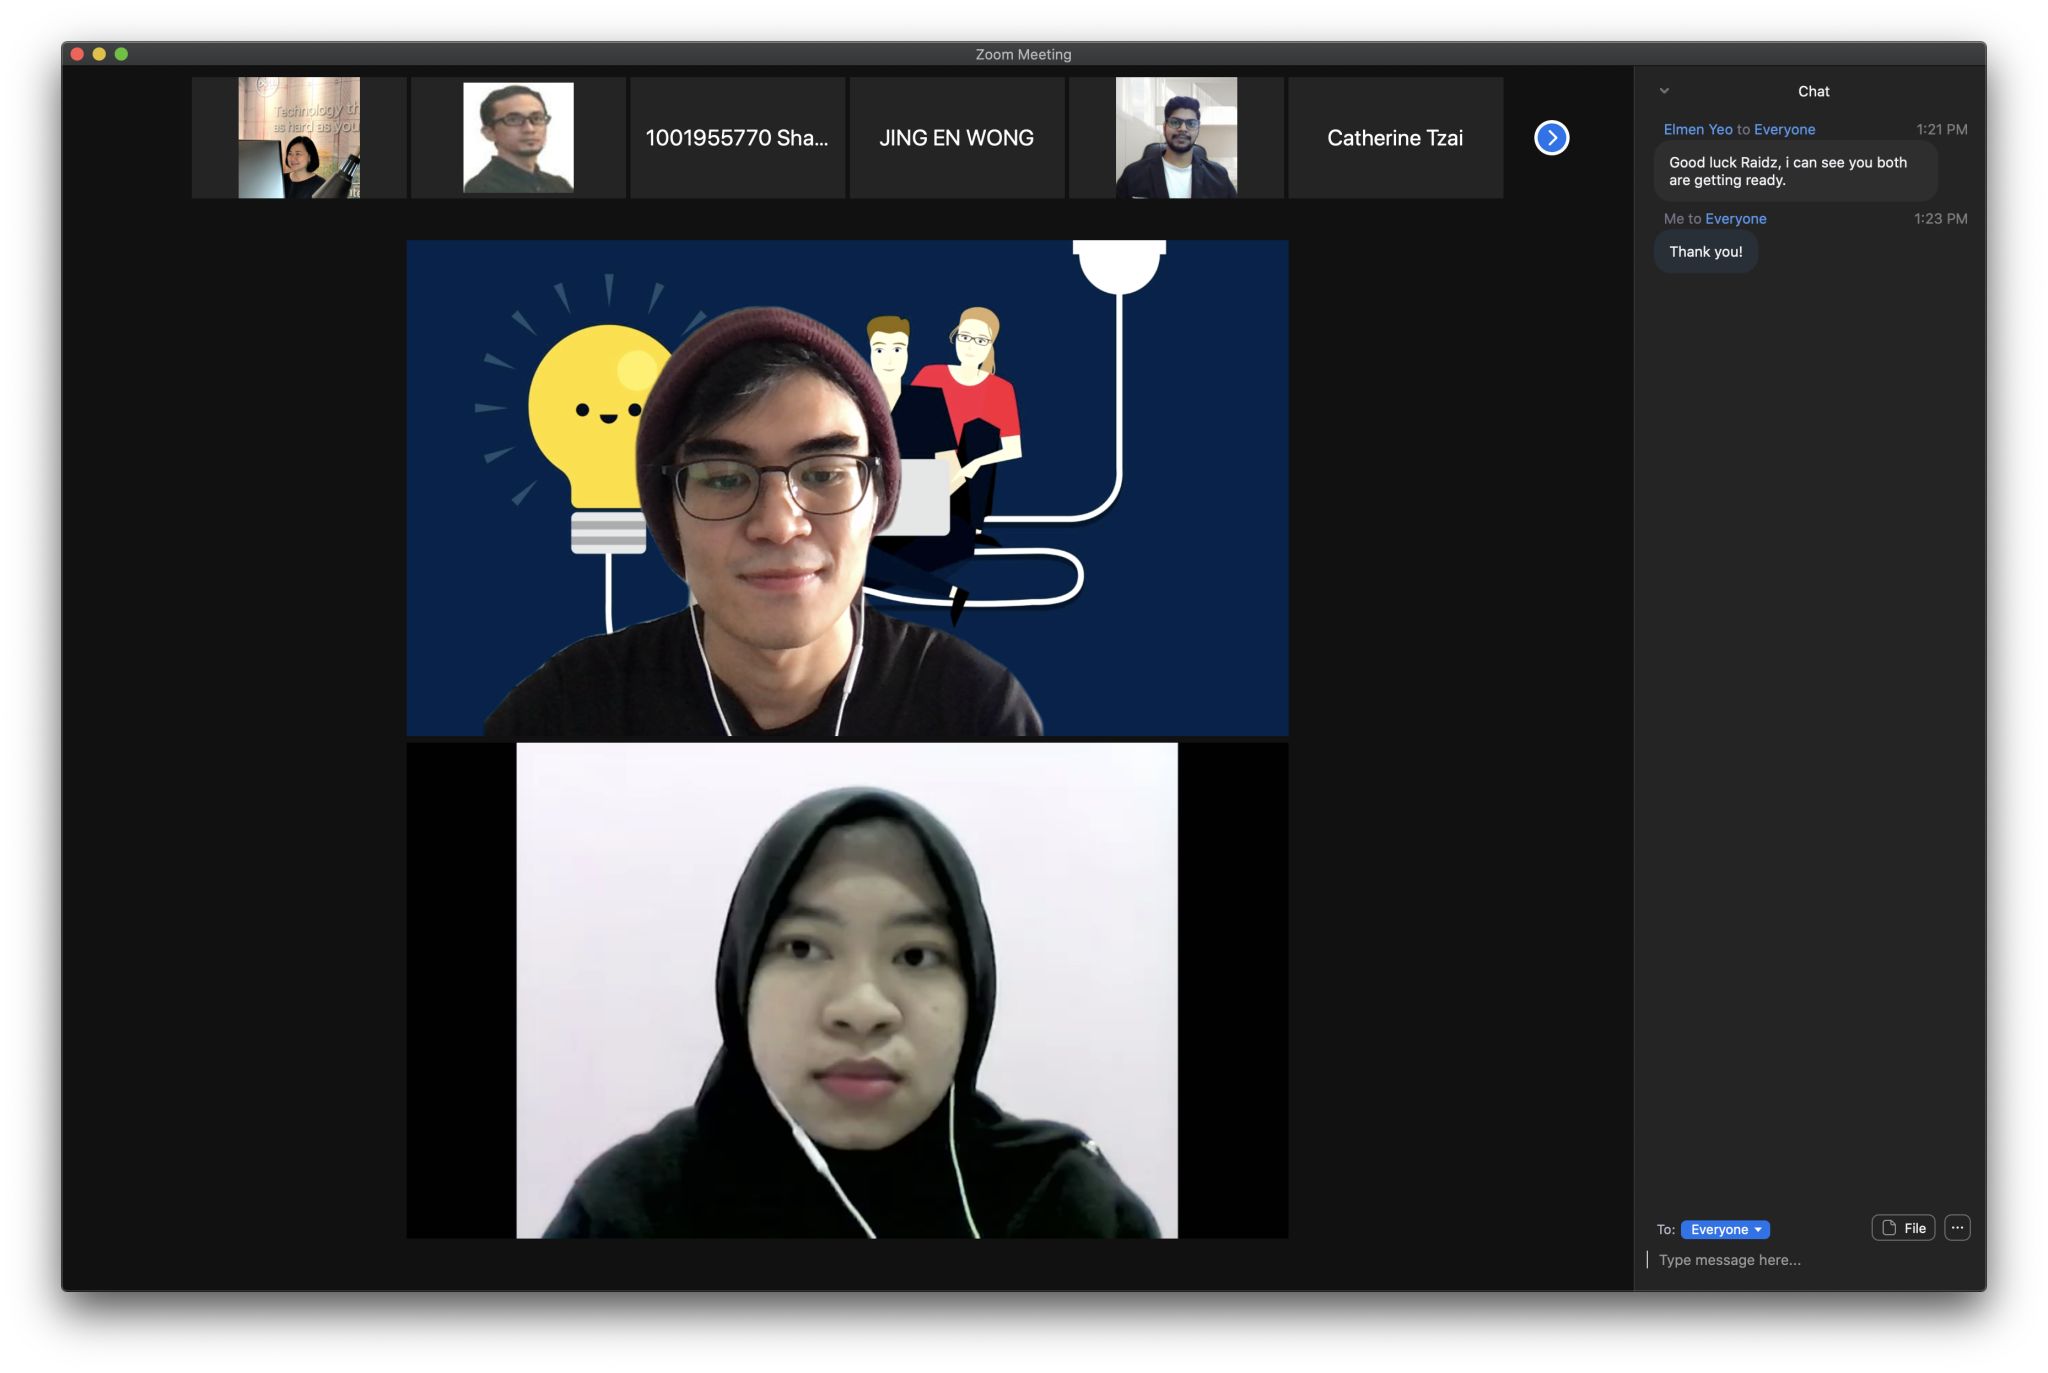 Zoom Meeting
Technology th
as hard as you
1001955770 Sha...
JING EN WONG
Catherine Tzai
Chat
Elmen Yeo to Everyone 1:21 PM
Good luck Raidz, i can see you both
are getting ready.
Me to Everyone 1:23 PM
Thank you!
To: Everyone
File
Type message here...